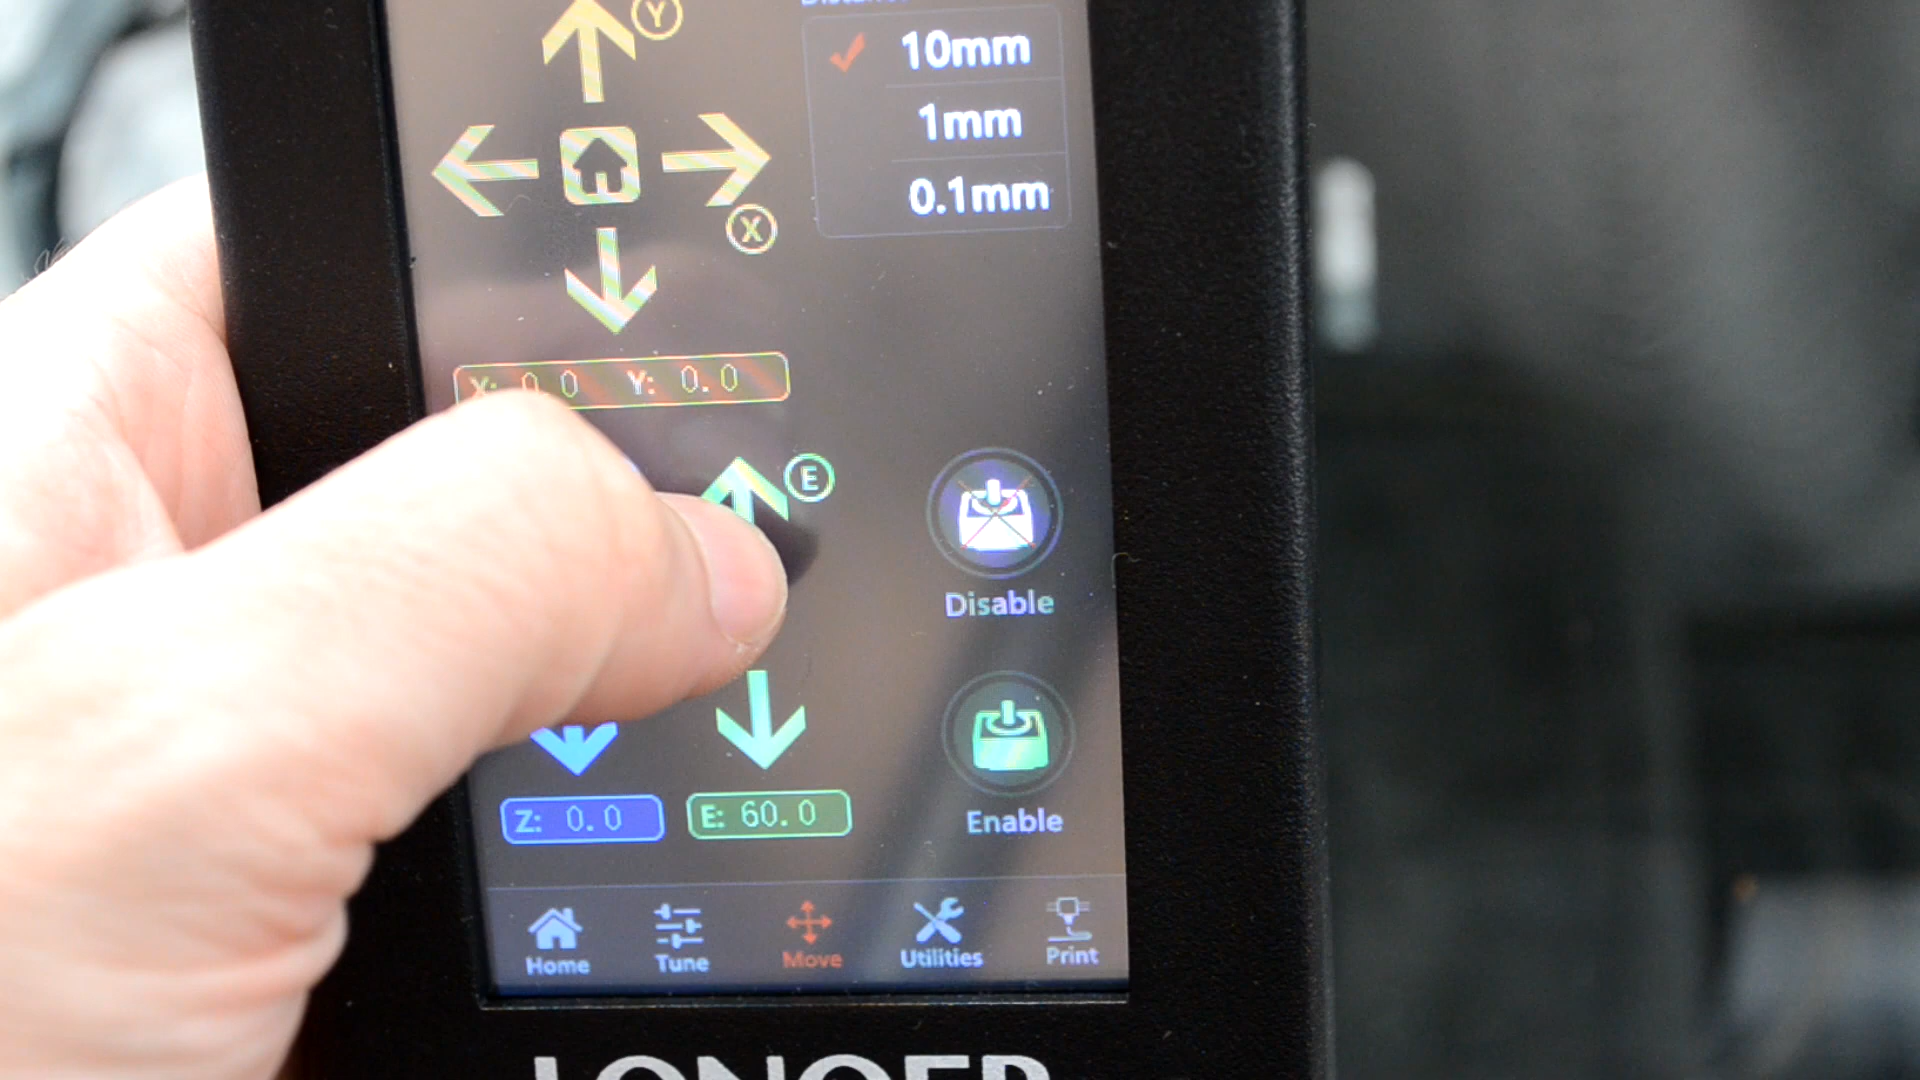 Y
10mm
1mm
0.1mm
X
X: 0.0 Y: 0.0
E
Disable
Z: 0.0 E: 60.0
Enable
Home Tune Move Utilities Print
LONGER